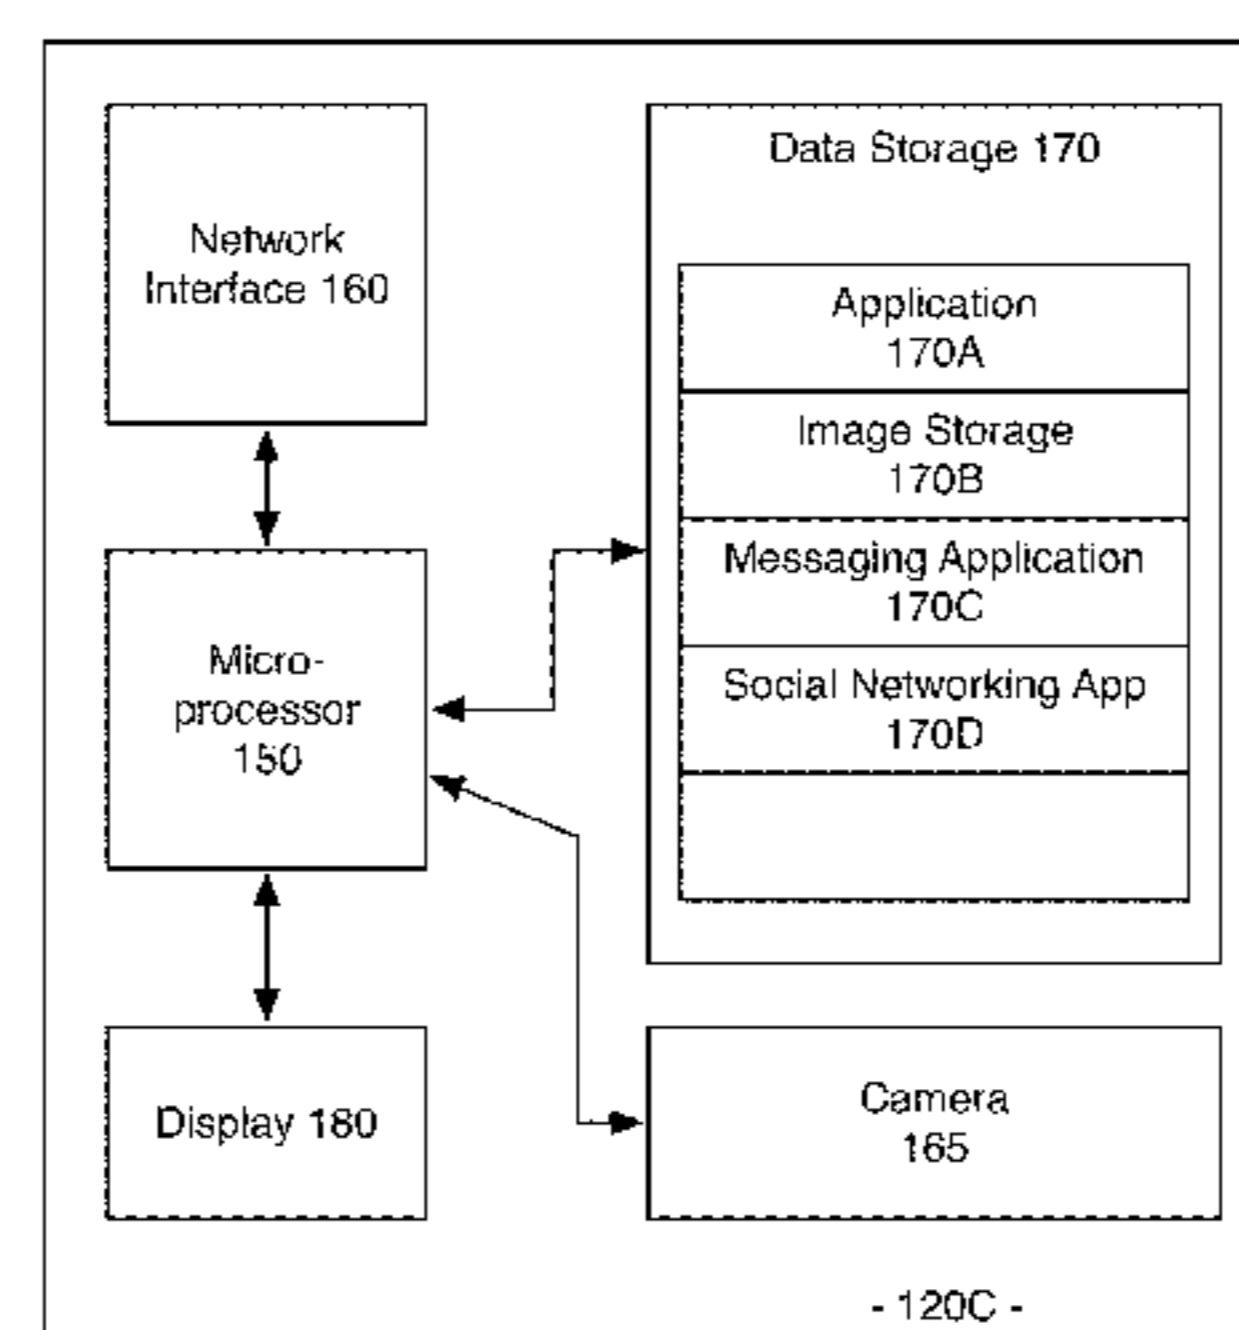 Network
Interface 160
Data Storage 170
Application
170A
Image Storage
170B
Messaging Application
170C
Social Networking App
170D
Micro-
processor
150
Display 180
Camera
165
- 120C -